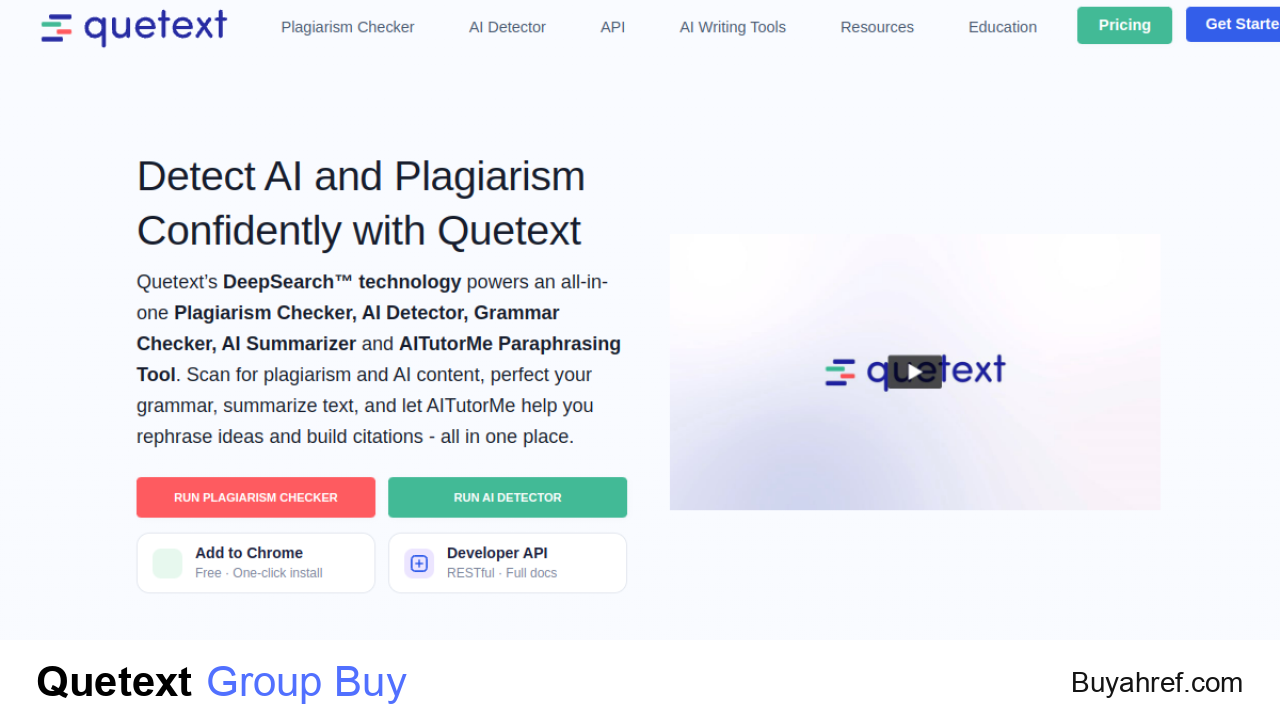 quetext
Plagiarism Checker
AI Detector
API
AI Writing Tools
Resources
Education
Pricing
Get Starte
Detect AI and Plagiarism
Confidently with Quetext
Quetext’s DeepSearch™ technology powers an all-in-
one Plagiarism Checker, AI Detector, Grammar
Checker, AI Summarizer and AITutorMe Paraphrasing
Tool. Scan for plagiarism and AI content, perfect your
grammar, summarize text, and let AITutorMe help you
rephrase ideas and build citations - all in one place.
quetext
RUN PLAGIARISM CHECKER
RUN AI DETECTOR
Add to Chrome
Free · One-click install
Developer API
RESTful · Full docs
Quetext Group Buy
Buyahref.com